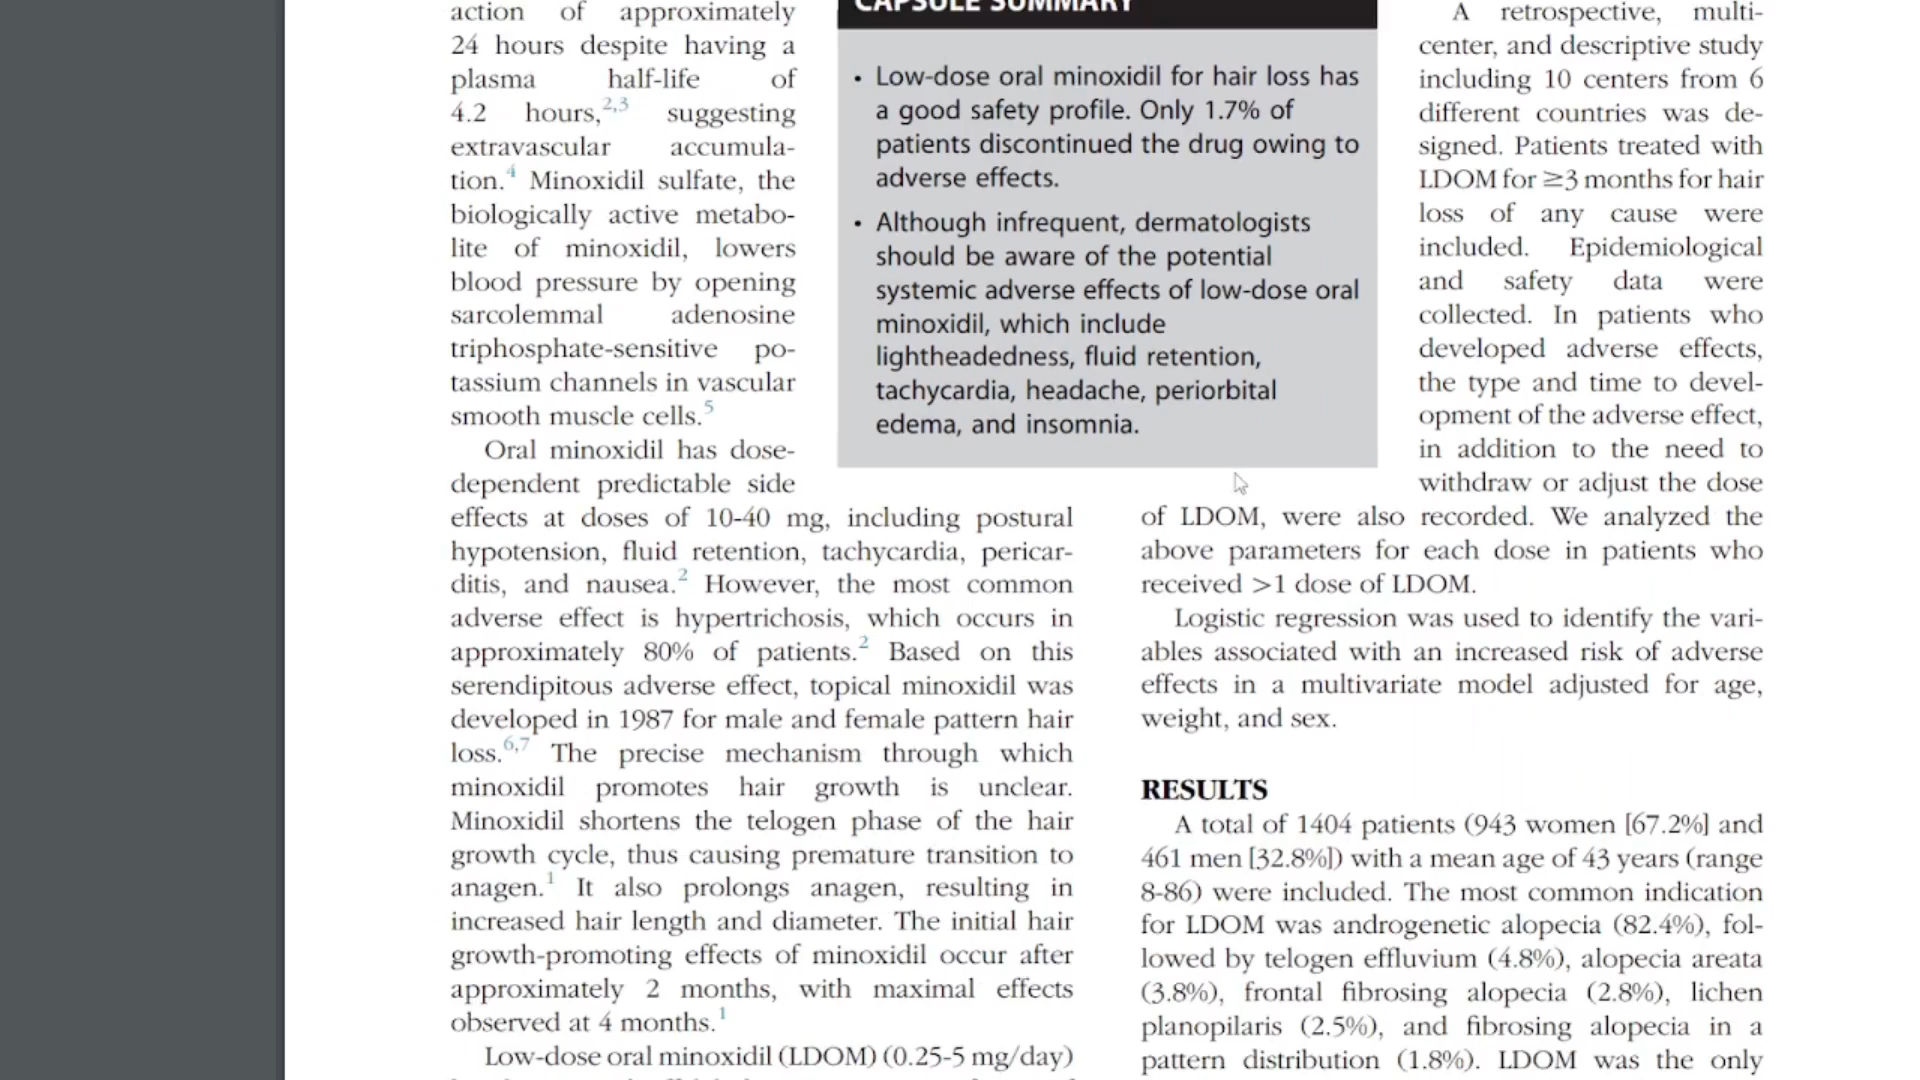 action of approximately
24 hours despite having a
plasma half-life of
4.2 hours,2,3 suggesting
extravascular accumula-
tion.4 Minoxidil sulfate, the
biologically active metabo-
lite of minoxidil, lowers
blood pressure by opening
sarcolemmal adenosine
triphosphate-sensitive po-
tassium channels in vascular
smooth muscle cells.5
Oral minoxidil has dose-
dependent predictable side
effects at doses of 10-40 mg, including postural
hypotension, fluid retention, tachycardia, pericar-
ditis, and nausea.2 However, the most common
adverse effect is hypertrichosis, which occurs in
approximately 80% of patients.2 Based on this
serendipitous adverse effect, topical minoxidil was
developed in 1987 for male and female pattern hair
loss.6,7 The precise mechanism through which
minoxidil promotes hair growth is unclear.
Minoxidil shortens the telogen phase of the hair
growth cycle, thus causing premature transition to
anagen.1 It also prolongs anagen, resulting in
increased hair length and diameter. The initial hair
growth-promoting effects of minoxidil occur after
approximately 2 months, with maximal effects
observed at 4 months.1
Low-dose oral minoxidil (LDOM) (0.25-5 mg/day)
CAPSULE SUMMARY
• Low-dose oral minoxidil for hair loss has
a good safety profile. Only 1.7% of
patients discontinued the drug owing to
adverse effects.
• Although infrequent, dermatologists
should be aware of the potential
systemic adverse effects of low-dose oral
minoxidil, which include
lightheadedness, fluid retention,
tachycardia, headache, periorbital
edema, and insomnia.
A retrospective, multi-
center, and descriptive study
including 10 centers from 6
different countries was de-
signed. Patients treated with
LDOM for ≥3 months for hair
loss of any cause were
included. Epidemiological
and safety data were
collected. In patients who
developed adverse effects,
the type and time to devel-
opment of the adverse effect,
in addition to the need to
withdraw or adjust the dose
of LDOM, were also recorded. We analyzed the
above parameters for each dose in patients who
received >1 dose of LDOM.
Logistic regression was used to identify the vari-
ables associated with an increased risk of adverse
effects in a multivariate model adjusted for age,
weight, and sex.
RESULTS
A total of 1404 patients (943 women [67.2%] and
461 men [32.8%]) with a mean age of 43 years (range
8-86) were included. The most common indication
for LDOM was androgenetic alopecia (82.4%), fol-
lowed by telogen effluvium (4.8%), alopecia areata
(3.8%), frontal fibrosing alopecia (2.8%), lichen
planopilaris (2.5%), and fibrosing alopecia in a
pattern distribution (1.8%). LDOM was the only